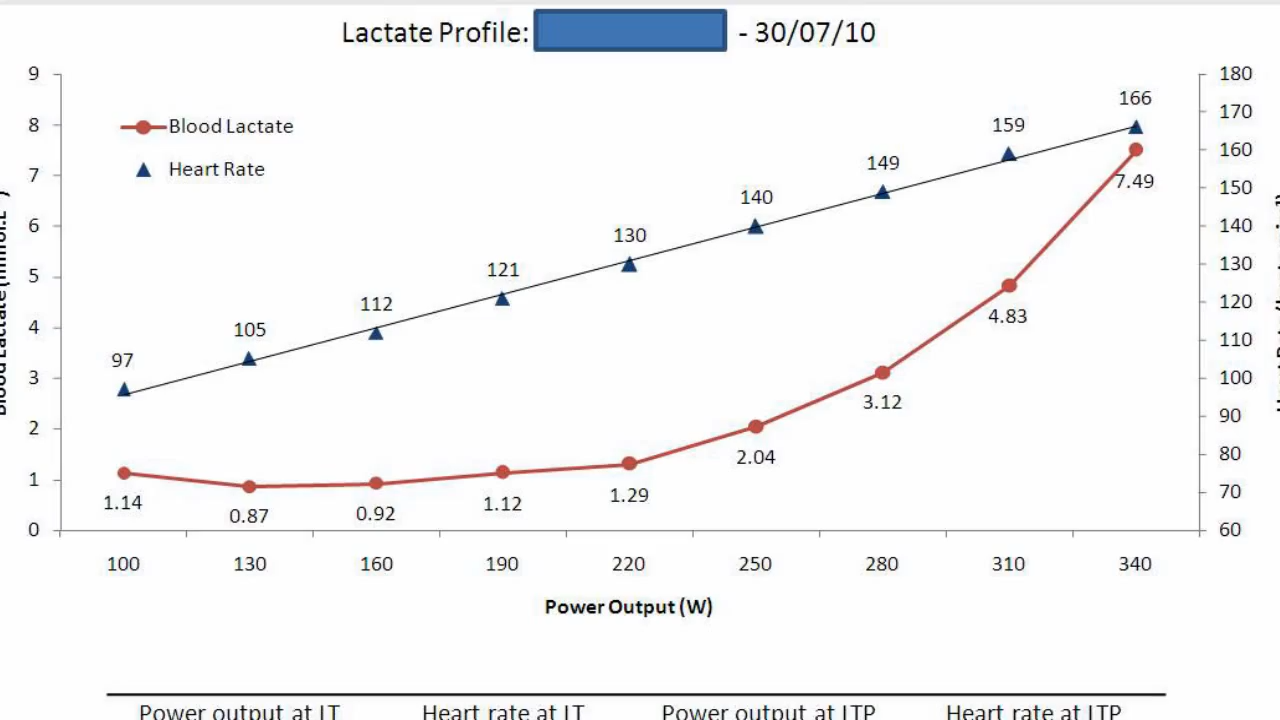 Lactate Profile: - 30/07/10
9 180
8 170
7 160
6 150
5 140
4 130
3 120
2 110
1 100
0 90
80
70
60
Blood Lactate
Heart Rate
97 105 112 121 130 140 149 159 166
1.14 0.87 0.92 1.12 1.29 2.04 3.12 4.83 7.49
100 130 160 190 220 250 280 310 340
Power Output (W)
Power output at LT Heart rate at LT Power output at LTP Heart rate at LTP